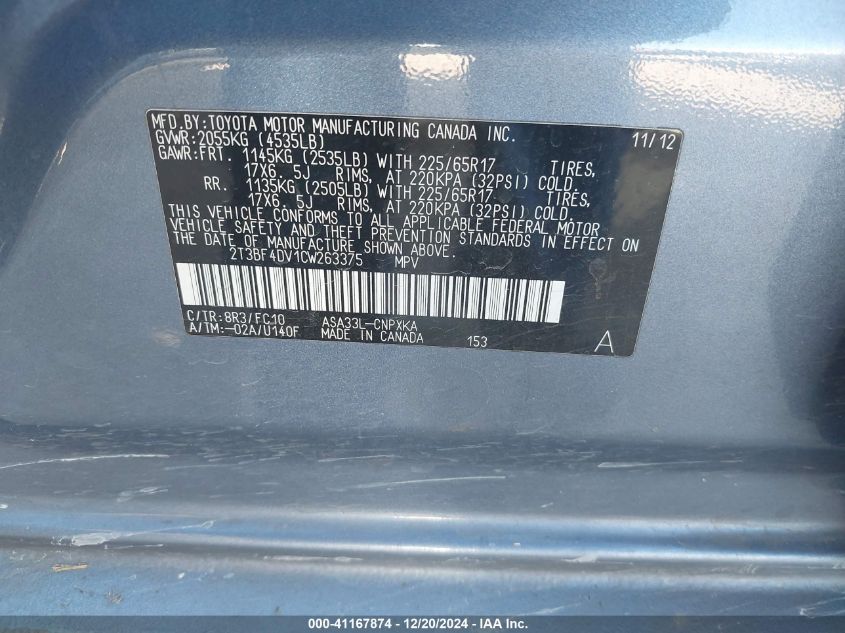 MFD.BY:TOYOTA MOTOR MANUFACTURING CANADA INC. 11/12
GVWR:2055KG (4535LB)
GAWR:FRT. 1145KG (2535LB) WITH 225/65R17 TIRES,
17X6.5J RIMS, AT 220KPA (32PSI) COLD.
RR. 1135KG (2505LB) WITH 225/65R17 TIRES,
17X6.5J RIMS, AT 220KPA (32PSI) COLD.
THIS VEHICLE CONFORMS TO ALL APPLICABLE FEDERAL MOTOR
VEHICLE SAFETY AND THEFT PREVENTION STANDARDS IN EFFECT ON
THE DATE OF MANUFACTURE SHOWN ABOVE.
2T3BF4DV1CW263375 MPV
C/TR:8R3/FC10 ASA33L-CNPXKA
A/TM:-02A/U140F MADE IN CANADA 153 A
000-41167874 - 12/20/2024 - IAA Inc.